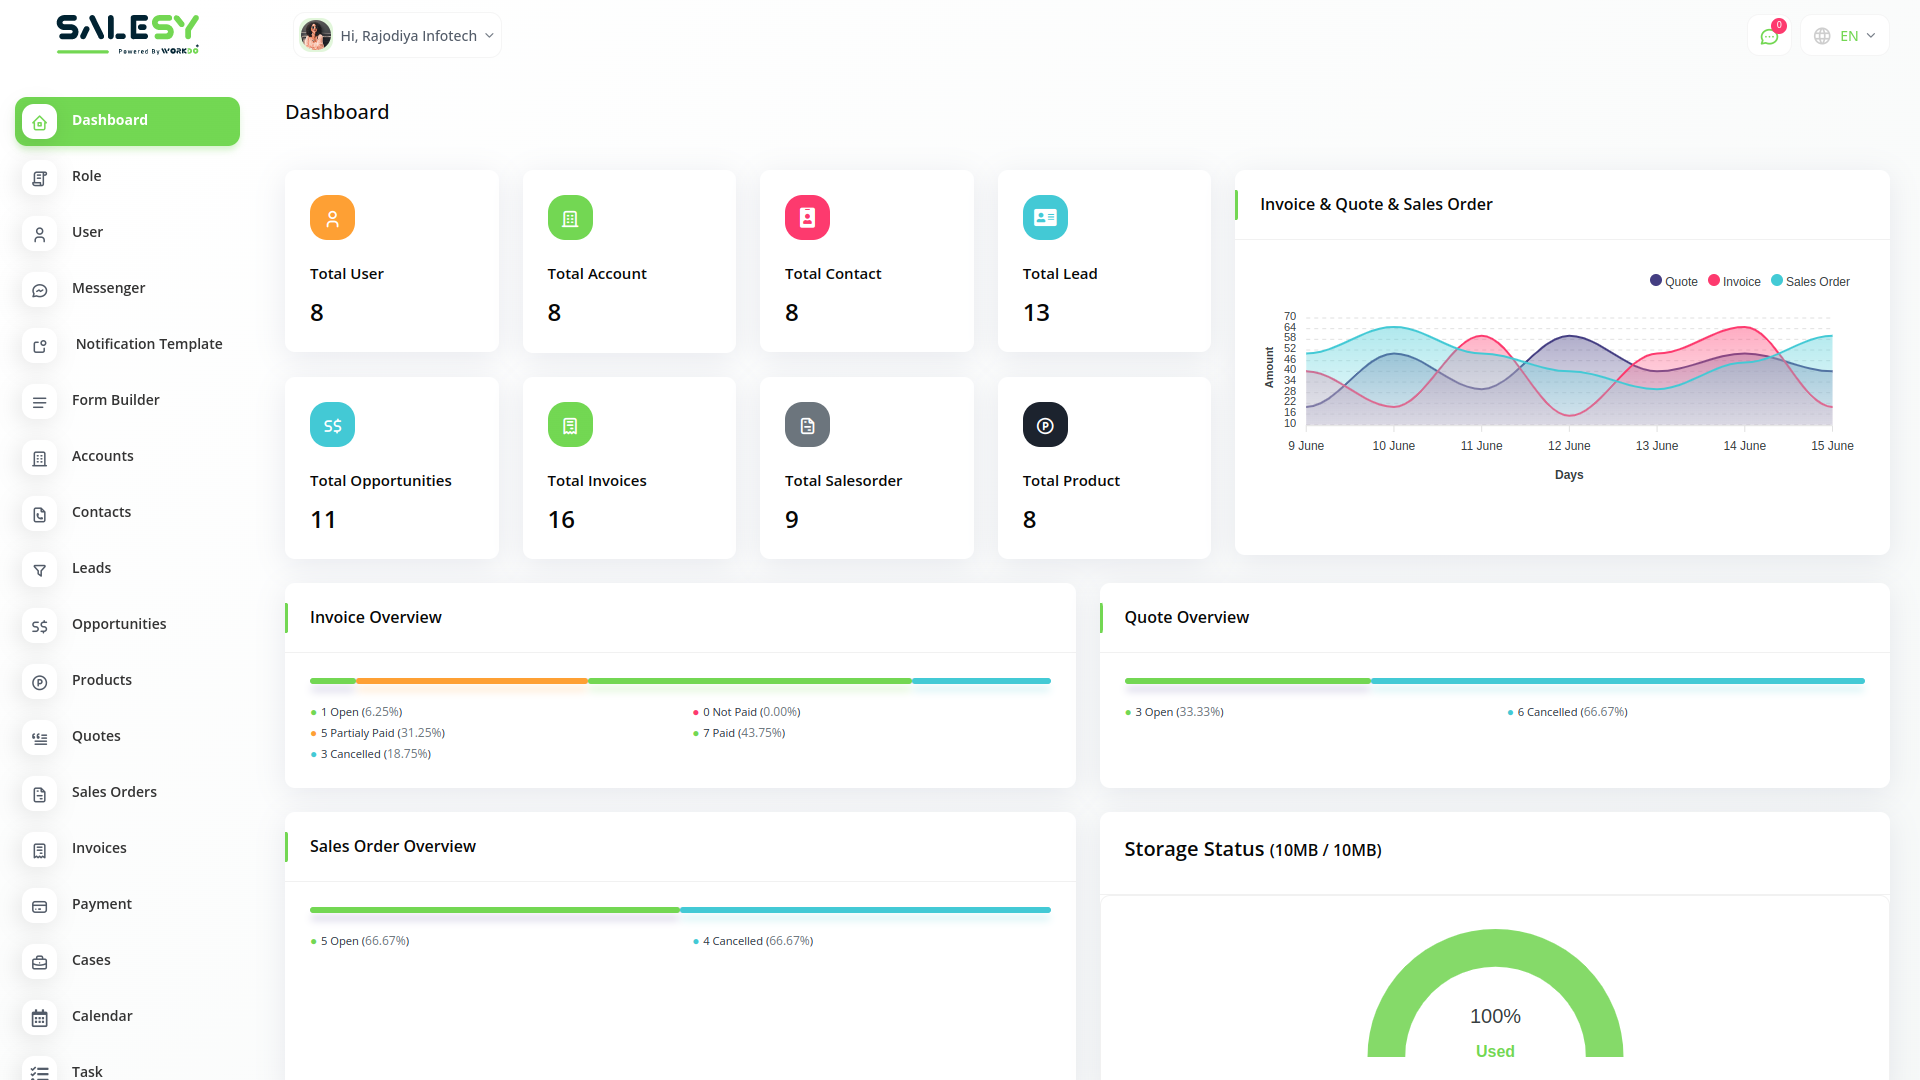 SALESY
Powered By WORKDO
Hi, Rajodiya Infotech
0
EN
Dashboard
Role
User
Messenger
Notification Template
Form Builder
Accounts
Contacts
Leads
S$ Opportunities
Products
Quotes
Sales Orders
Invoices
Payment
Cases
Calendar
Task
Dashboard
Total User
8
Total Account
8
Total Contact
8
Total Lead
13
S$
Total Opportunities
11
Total Invoices
16
Total Salesorder
9
P
Total Product
8
Invoice & Quote & Sales Order
Quote Invoice Sales Order
Amount
70
64
58
52
46
40
34
28
22
16
10
9 June 10 June 11 June 12 June 13 June 14 June 15 June
Days
Invoice Overview
1 Open (6.25%)
0 Not Paid (0.00%)
5 Partialy Paid (31.25%)
7 Paid (43.75%)
3 Cancelled (18.75%)
Quote Overview
3 Open (33.33%)
6 Cancelled (66.67%)
Sales Order Overview
5 Open (66.67%)
4 Cancelled (66.67%)
Storage Status (10MB / 10MB)
100%
Used